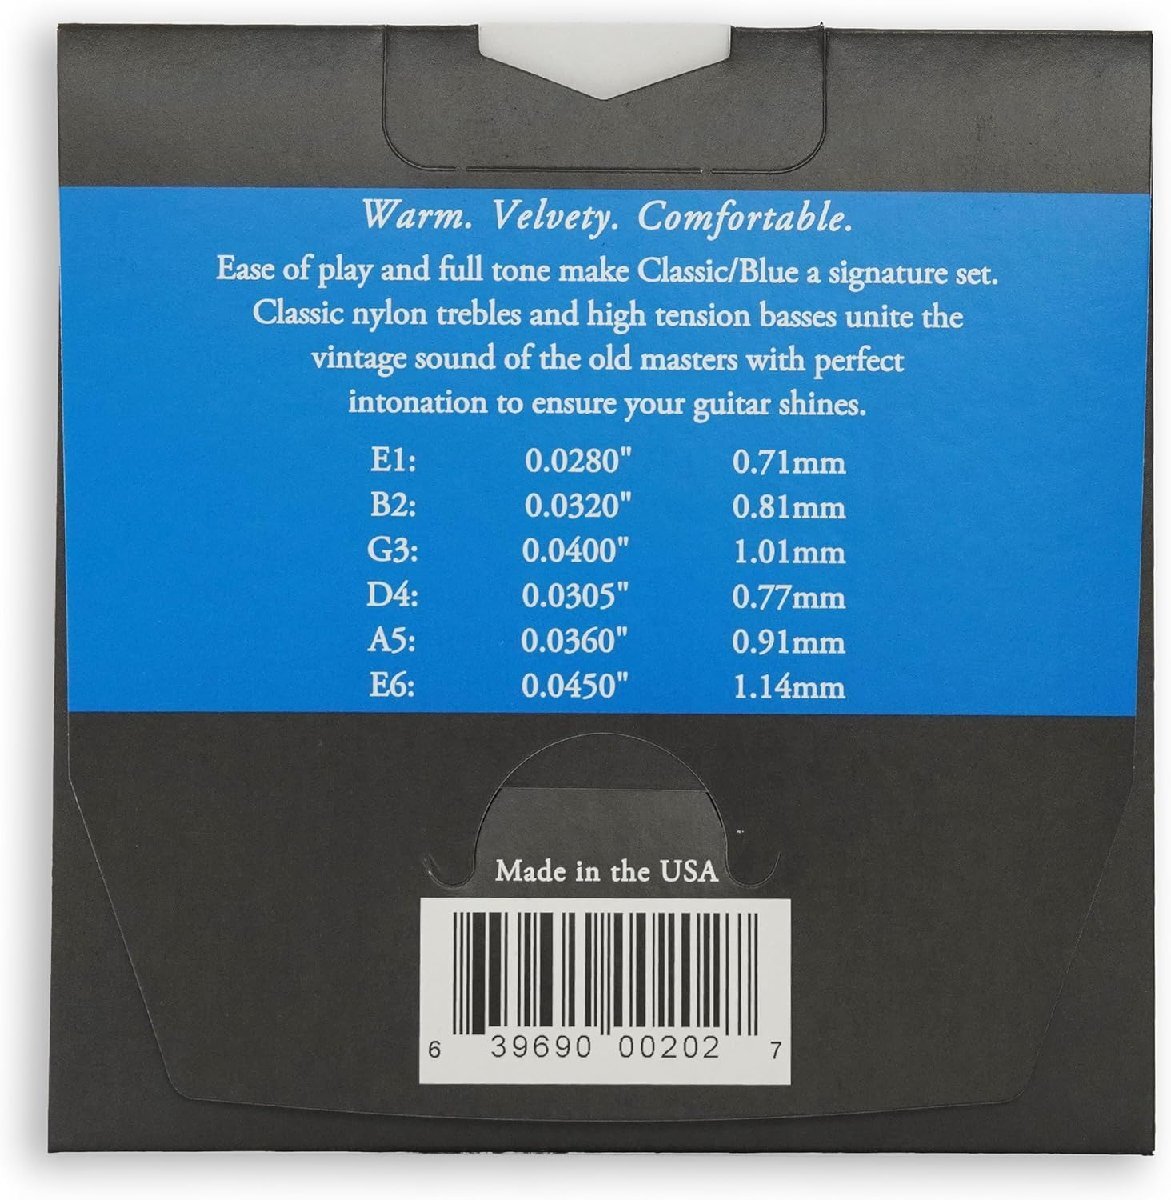 Warm. Velvety. Comfortable.
Ease of play and full tone make Classic/Blue a signature set.
Classic nylon trebles and high tension basses unite the
vintage sound of the old masters with perfect
intonation to ensure your guitar shines.
E1: 0.0280" 0.71mm
B2: 0.0320" 0.81mm
G3: 0.0400" 1.01mm
D4: 0.0305" 0.77mm
A5: 0.0360" 0.91mm
E6: 0.0450" 1.14mm
Made in the USA
6 39690 00202 7